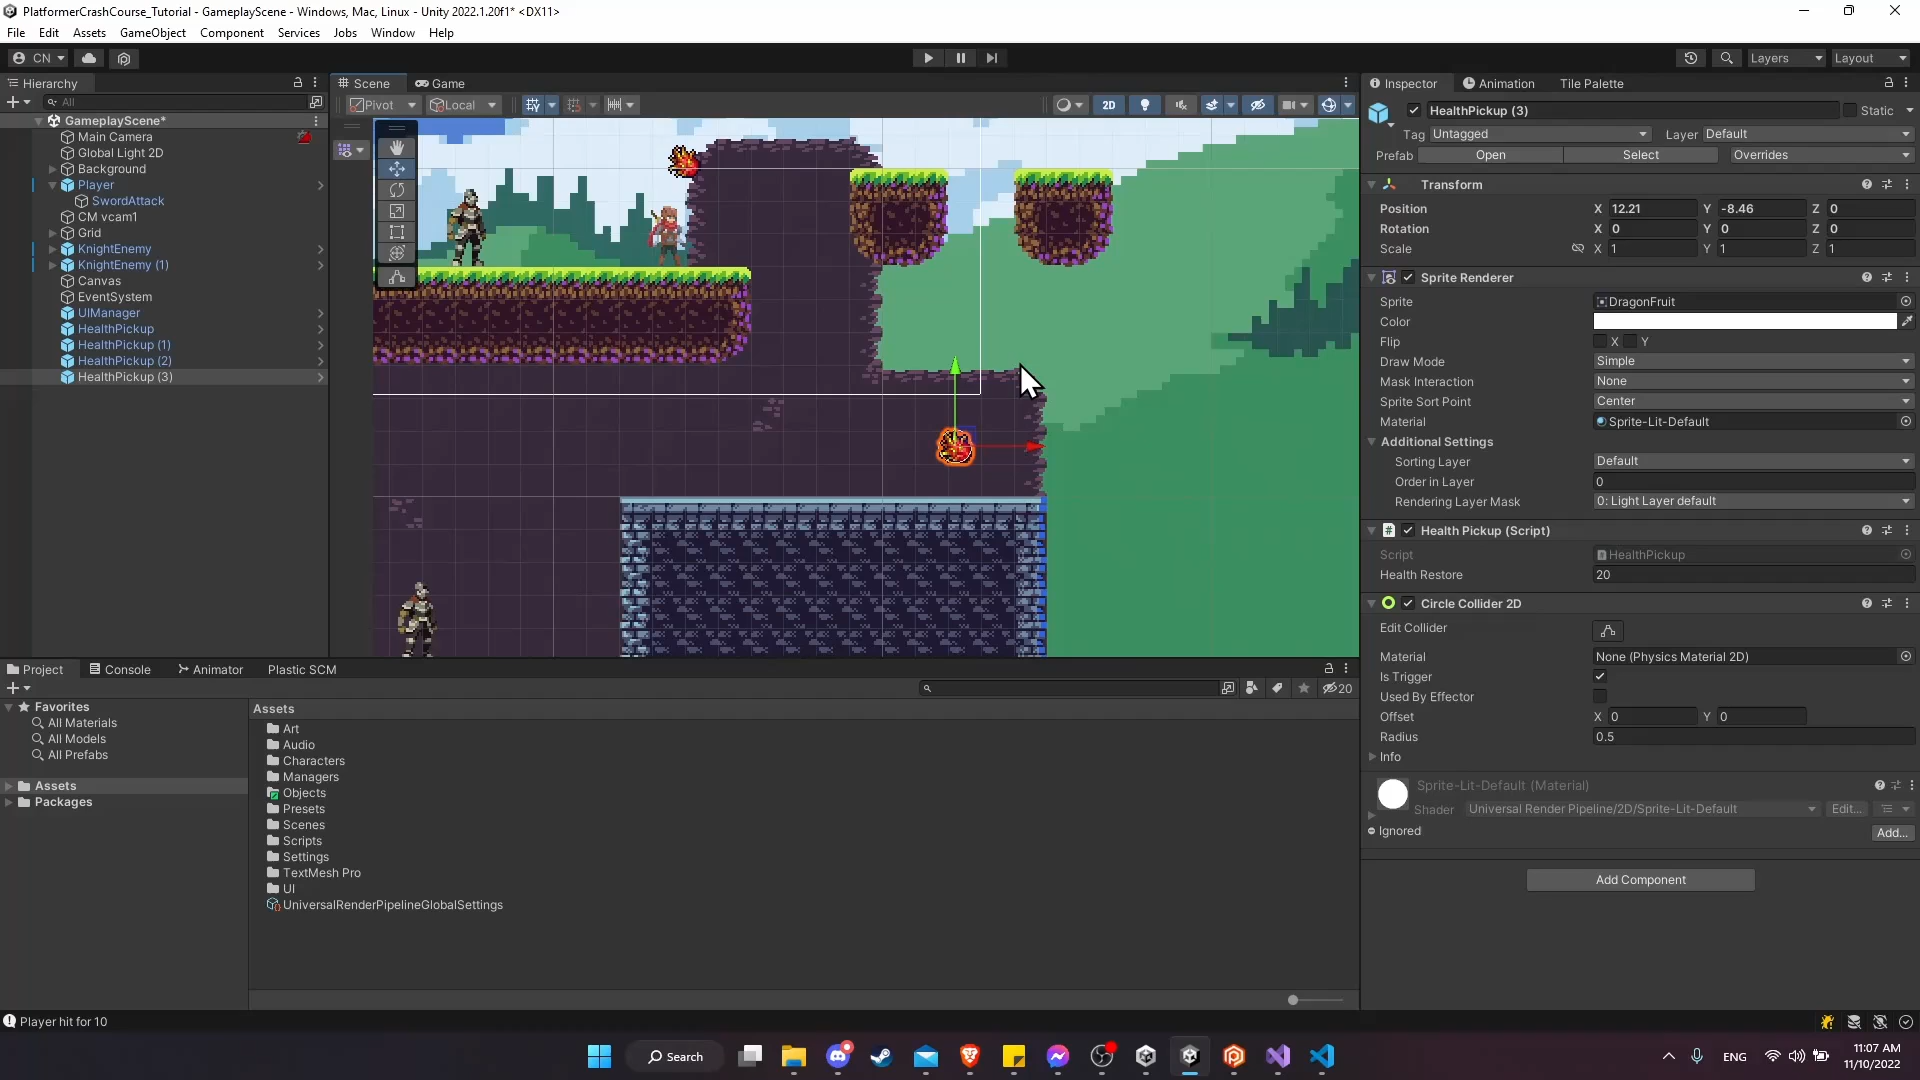 PlatformerCrashCourse_Tutorial - GameplayScene - Windows, Mac, Linux - Unity 2022.1.20f1* <DX11>
File Edit Assets GameObject Component Services Jobs Window Help
CN Layers Layout
Hierarchy
All
GameplayScene*
Main Camera
Global Light 2D
Background
Player
SwordAttack
CM vcam1
Grid
KnightEnemy
KnightEnemy (1)
Canvas
EventSystem
UIManager
HealthPickup
HealthPickup (1)
HealthPickup (2)
HealthPickup (3)
Scene Game
Pivot Local 2D
Inspector Animation Tile Palette
HealthPickup (3) Static
Tag Untagged Layer Default
Prefab Open Select Overrides
Transform
Position X 12.21 Y -8.46 Z 0
Rotation X 0 Y 0 Z 0
Scale X 1 Y 1 Z 1
Sprite Renderer
Sprite DragonFruit
Color
Flip X Y
Draw Mode Simple
Mask Interaction None
Sprite Sort Point Center
Material Sprite-Lit-Default
Additional Settings
Sorting Layer Default
Order in Layer 0
Rendering Layer Mask 0: Light Layer default
Health Pickup (Script)
Script HealthPickup
Health Restore 20
Circle Collider 2D
Edit Collider
Material None (Physics Material 2D)
Is Trigger
Used By Effector
Offset X 0 Y 0
Radius 0.5
Info
Sprite-Lit-Default (Material)
Shader Universal Render Pipeline/2D/Sprite-Lit-Default Edit...
Ignored Add...
Add Component
Project Console Animator Plastic SCM
20
Favorites
All Materials
All Models
All Prefabs
Assets
Packages
Assets
Art
Audio
Characters
Managers
Objects
Presets
Scenes
Scripts
Settings
TextMesh Pro
UI
UniversalRenderPipelineGlobalSettings
Player hit for 10
Search
ENG
11:07 AM
11/10/2022